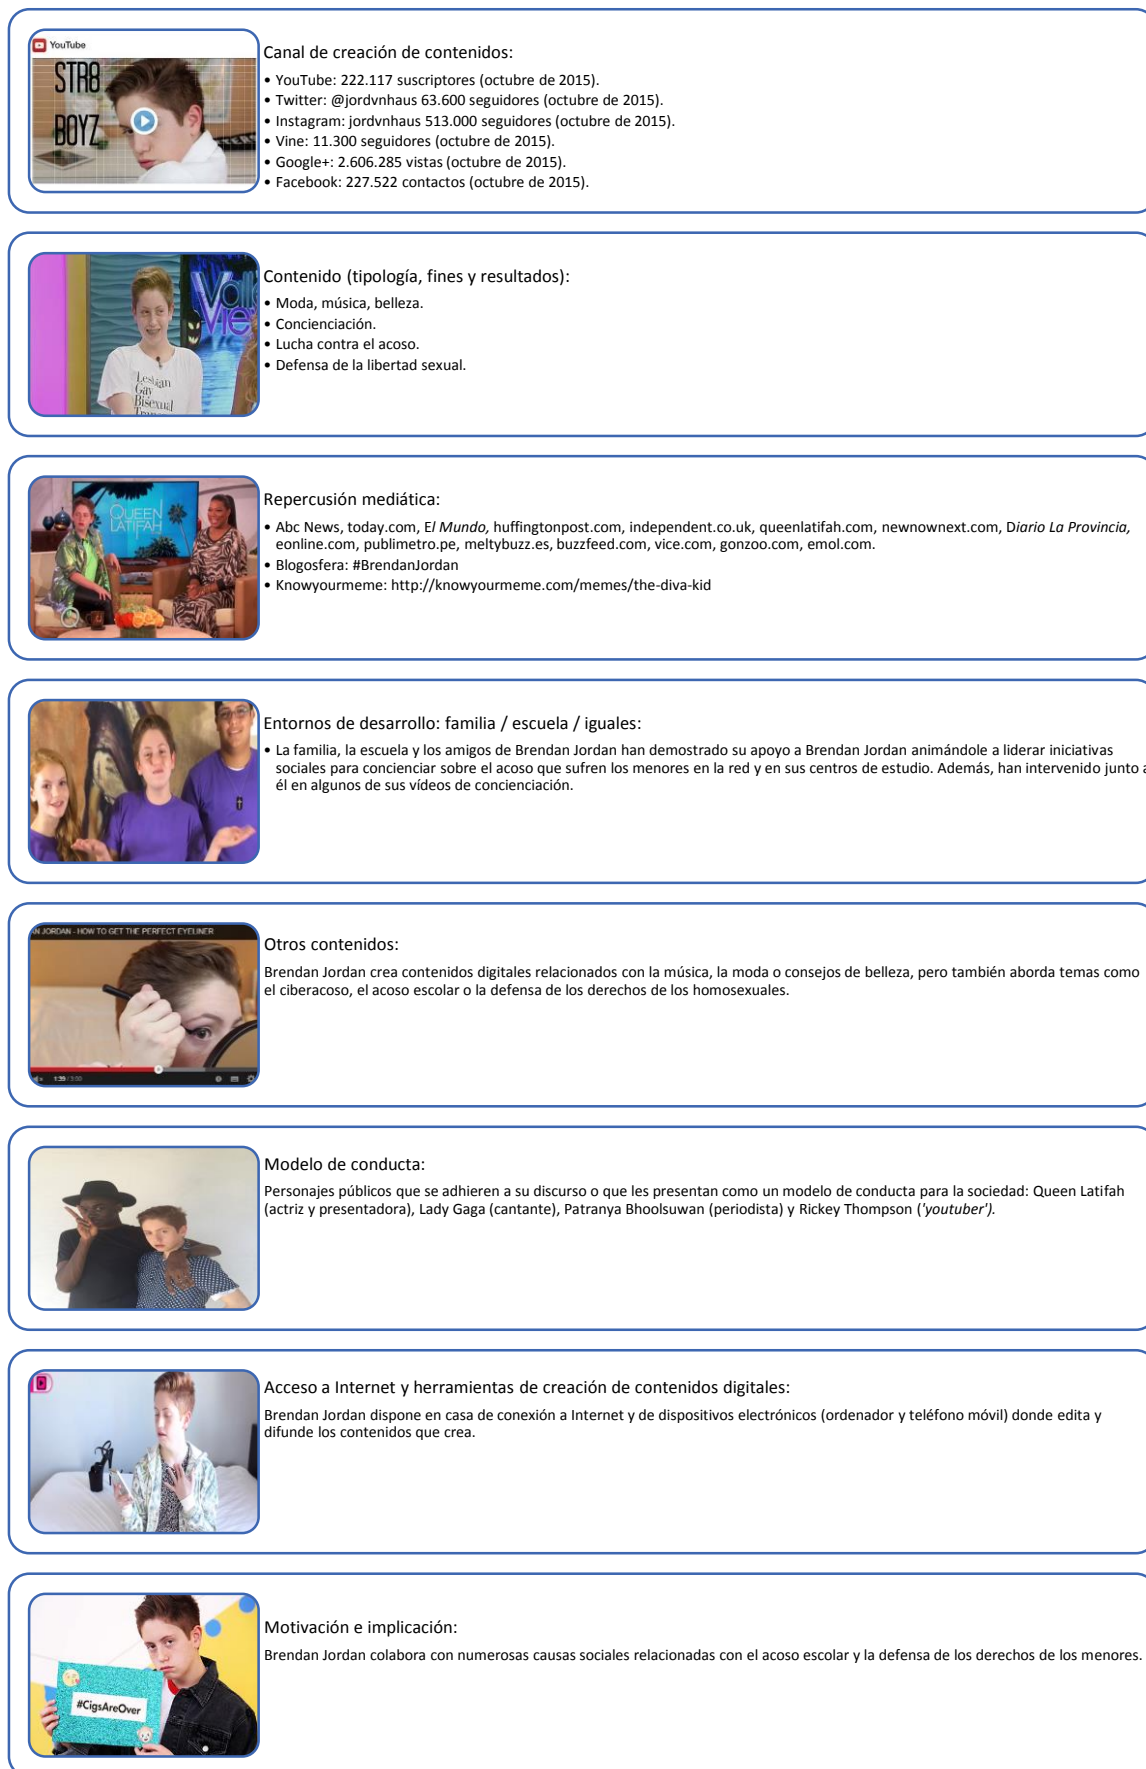 YouTube
STR8
BOYZ
Canal de creación de contenidos:
• YouTube: 222.117 suscriptores (octubre de 2015).
• Twitter: @jordvnhaus 63.600 seguidores (octubre de 2015).
• Instagram: jordvnhaus 513.000 seguidores (octubre de 2015).
• Vine: 11.300 seguidores (octubre de 2015).
• Google+: 2.606.285 vistas (octubre de 2015).
• Facebook: 227.522 contactos (octubre de 2015).
Lesbian
Gay
Bisexual
Contenido (tipología, fines y resultados):
• Moda, música, belleza.
• Concienciación.
• Lucha contra el acoso.
• Defensa de la libertad sexual.
QUEEN
LATIFAH
Repercusión mediática:
• Abc News, today.com, El Mundo, huffingtonpost.com, independent.co.uk, queenlatifah.com, newnownext.com, Diario La Provincia,
eonline.com, publimetro.pe, meltybuzz.es, buzzfeed.com, vice.com, gonzoo.com, emol.com.
• Blogosfera: #BrendanJordan
• Knowyourmeme: http://knowyourmeme.com/memes/the-diva-kid
Entornos de desarrollo: familia / escuela / iguales:
• La familia, la escuela y los amigos de Brendan Jordan han demostrado su apoyo a Brendan Jordan animándole a liderar iniciativas
sociales para concienciar sobre el acoso que sufren los menores en la red y en sus centros de estudio. Además, han intervenido junto a
él en algunos de sus vídeos de concienciación.
AN JORDAN - HOW TO GET THE PERFECT EYELINER
1:39 / 3:00
Otros contenidos:
Brendan Jordan crea contenidos digitales relacionados con la música, la moda o consejos de belleza, pero también aborda temas como
el ciberacoso, el acoso escolar o la defensa de los derechos de los homosexuales.
Modelo de conducta:
Personajes públicos que se adhieren a su discurso o que les presentan como un modelo de conducta para la sociedad: Queen Latifah
(actriz y presentadora), Lady Gaga (cantante), Patranya Bhoolsuwan (periodista) y Rickey Thompson ('youtuber').
Acceso a Internet y herramientas de creación de contenidos digitales:
Brendan Jordan dispone en casa de conexión a Internet y de dispositivos electrónicos (ordenador y teléfono móvil) donde edita y
difunde los contenidos que crea.
#CigsAreOver
Motivación e implicación:
Brendan Jordan colabora con numerosas causas sociales relacionadas con el acoso escolar y la defensa de los derechos de los menores.